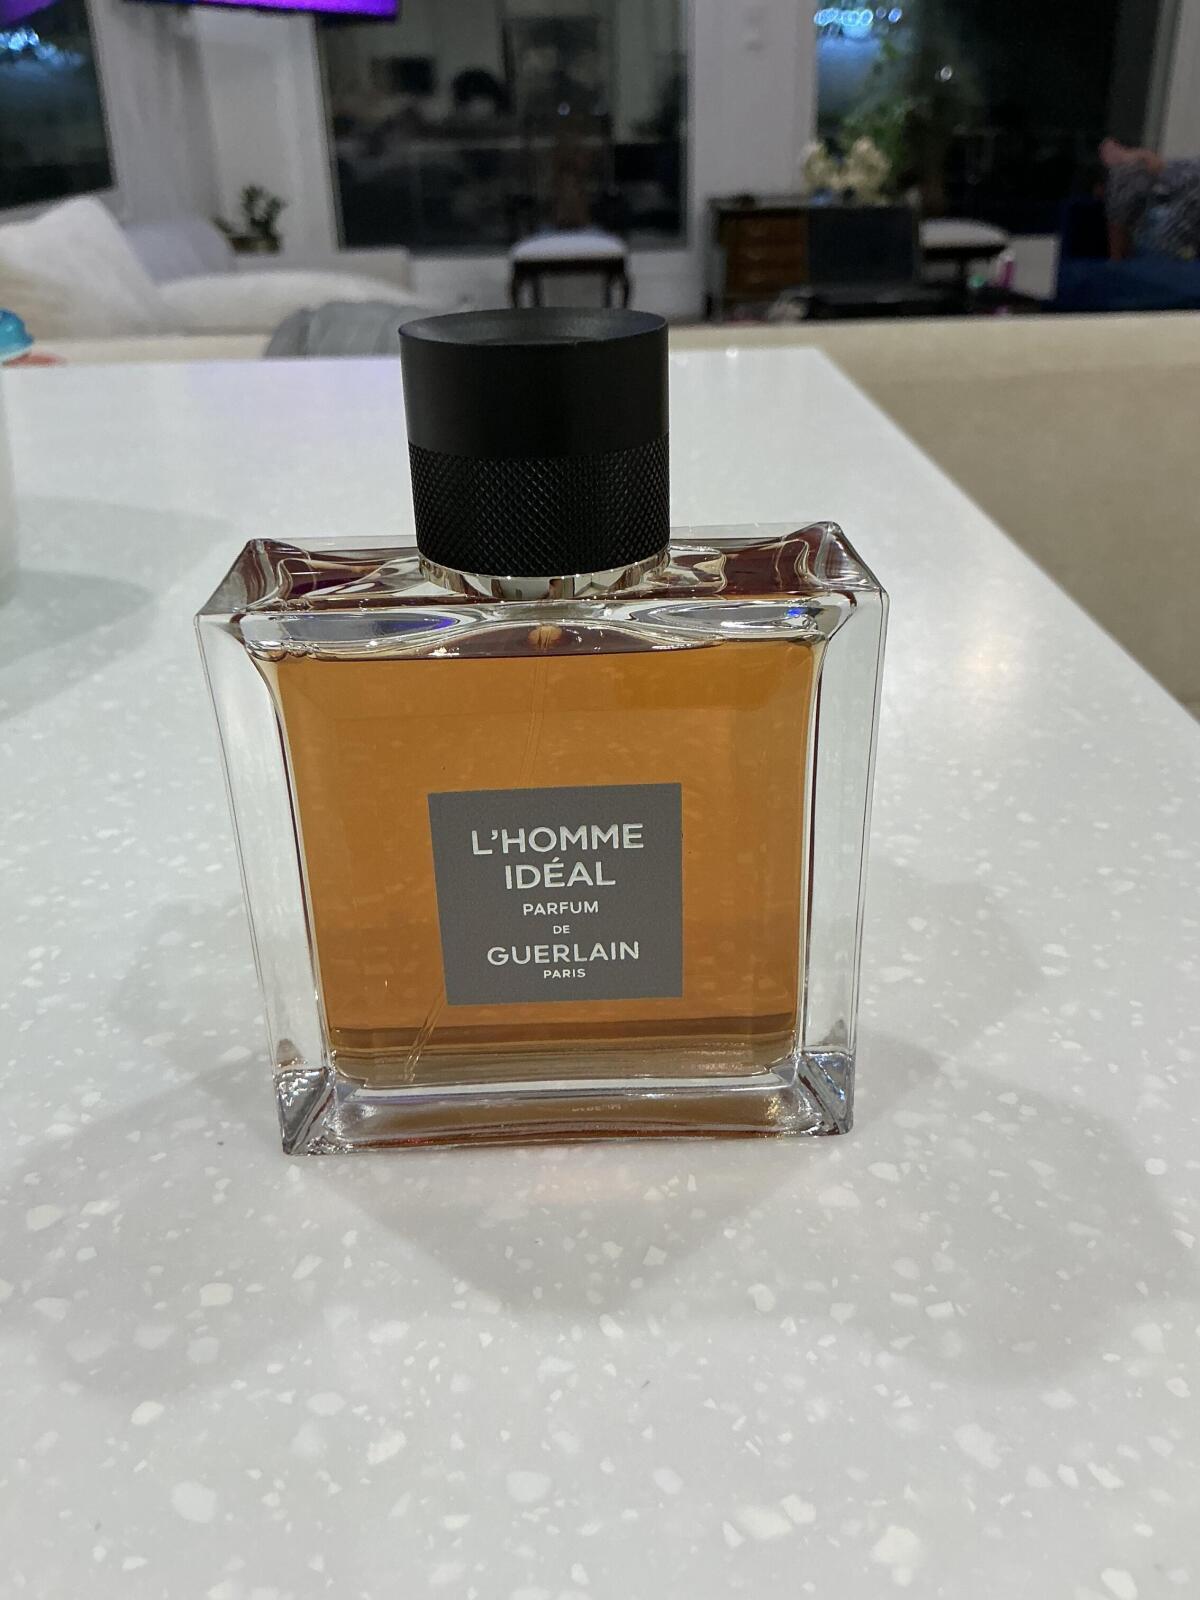 L'HOMME
IDÉAL
PARFUM
DE
GUERLAIN
PARIS